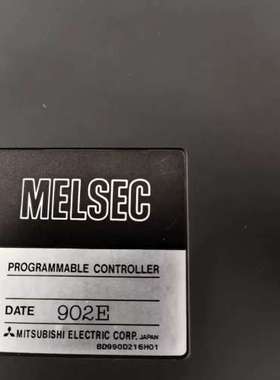 MELSEC
PROGRAMMABLE CONTROLLER
DATE 902E
MITSUBISHI ELECTRIC CORP. JAPAN
BD990D216H01